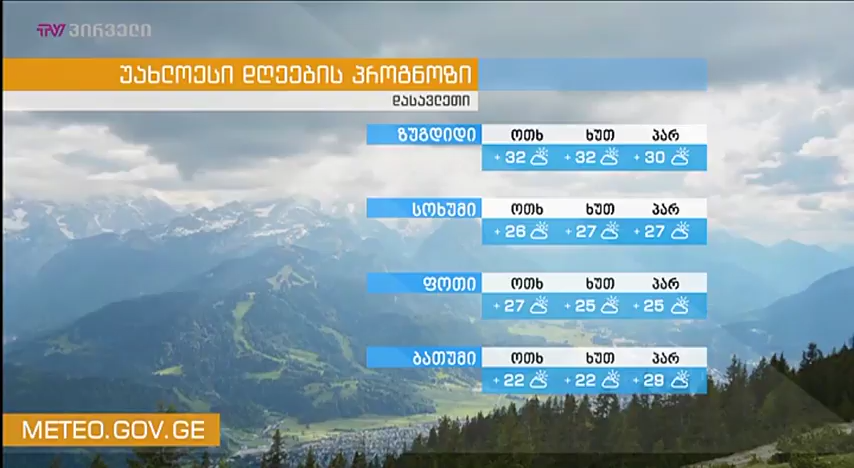 TV პირველი
უახლოესი დღეების პროგნოზი
დასავლეთი
ზუგდიდი ოთხ ხუთ პარ
+32 +32 +30
სოხუმი ოთხ ხუთ პარ
+26 +27 +27
ფოთი ოთხ ხუთ პარ
+27 +25 +25
ბათუმი ოთხ ხუთ პარ
+22 +22 +29
METEO.GOV.GE